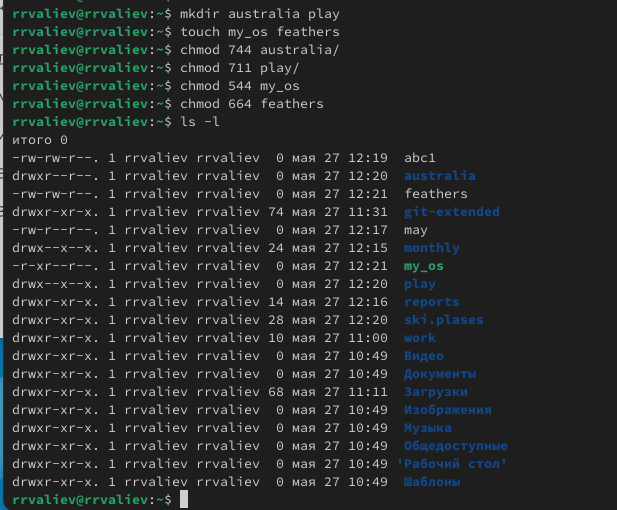 rrvaliev@rrvaliev:~$ mkdir australia play
rrvaliev@rrvaliev:~$ touch my_os feathers
rrvaliev@rrvaliev:~$ chmod 744 australia/
rrvaliev@rrvaliev:~$ chmod 711 play/
rrvaliev@rrvaliev:~$ chmod 544 my_os
rrvaliev@rrvaliev:~$ chmod 664 feathers
rrvaliev@rrvaliev:~$ ls -l
итого 0
-rw-rw-r--. 1 rrvaliev rrvaliev  0 мая 27 12:19  abc1
drwxr--r--. 1 rrvaliev rrvaliev  0 мая 27 12:20  australia
-rw-rw-r--. 1 rrvaliev rrvaliev  0 мая 27 12:21  feathers
drwxr-xr-x. 1 rrvaliev rrvaliev 74 мая 27 11:31  git-extended
-rw-r--r--. 1 rrvaliev rrvaliev  0 мая 27 12:17  may
drwx--x--x. 1 rrvaliev rrvaliev 24 мая 27 12:15  monthly
-r-xr--r--. 1 rrvaliev rrvaliev  0 мая 27 12:21  my_os
drwx--x--x. 1 rrvaliev rrvaliev  0 мая 27 12:20  play
drwxr-xr-x. 1 rrvaliev rrvaliev 14 мая 27 12:16  reports
drwxr-xr-x. 1 rrvaliev rrvaliev 28 мая 27 12:20  ski.plases
drwxr-xr-x. 1 rrvaliev rrvaliev 10 мая 27 11:00  work
drwxr-xr-x. 1 rrvaliev rrvaliev  0 мая 27 10:49  Видео
drwxr-xr-x. 1 rrvaliev rrvaliev  0 мая 27 10:49  Документы
drwxr-xr-x. 1 rrvaliev rrvaliev 68 мая 27 11:11  Загрузки
drwxr-xr-x. 1 rrvaliev rrvaliev  0 мая 27 10:49  Изображения
drwxr-xr-x. 1 rrvaliev rrvaliev  0 мая 27 10:49  Музыка
drwxr-xr-x. 1 rrvaliev rrvaliev  0 мая 27 10:49  Общедоступные
drwxr-xr-x. 1 rrvaliev rrvaliev  0 мая 27 10:49 'Рабочий стол'
drwxr-xr-x. 1 rrvaliev rrvaliev  0 мая 27 10:49  Шаблоны
rrvaliev@rrvaliev:~$